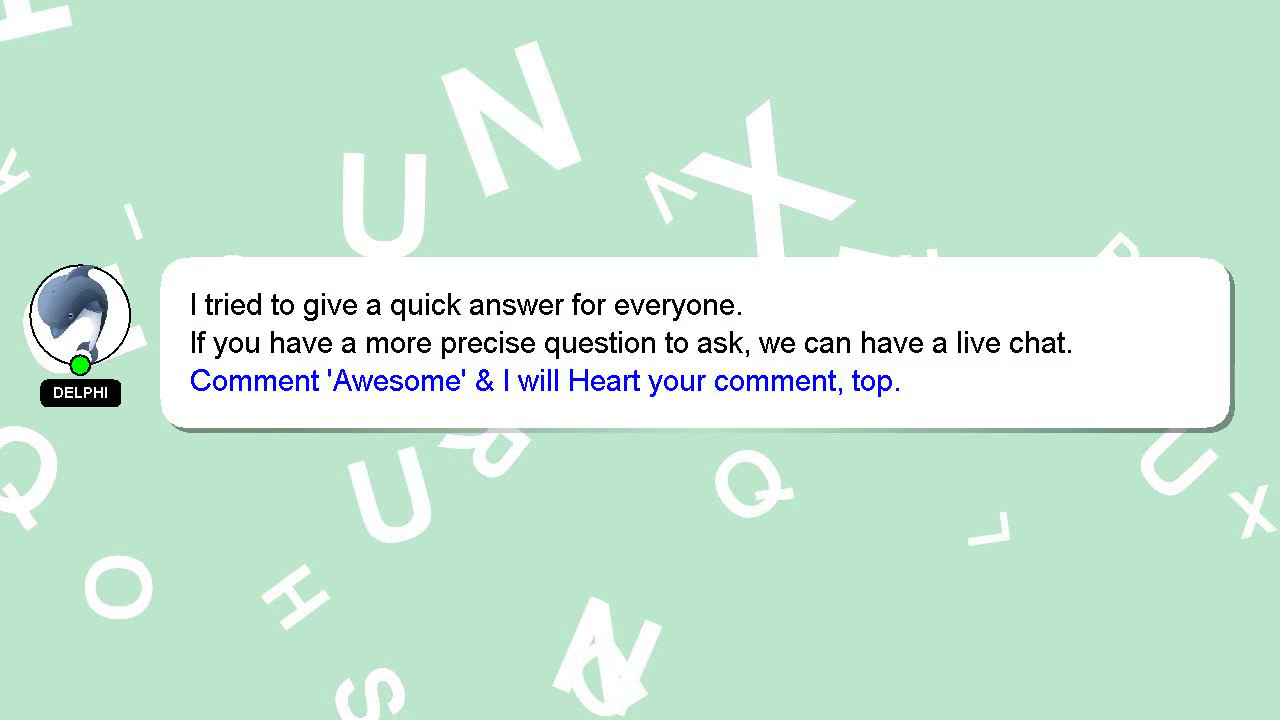 I tried to give a quick answer for everyone.
If you have a more precise question to ask, we can have a live chat.
Comment 'Awesome' & I will Heart your comment, top.
DELPHI